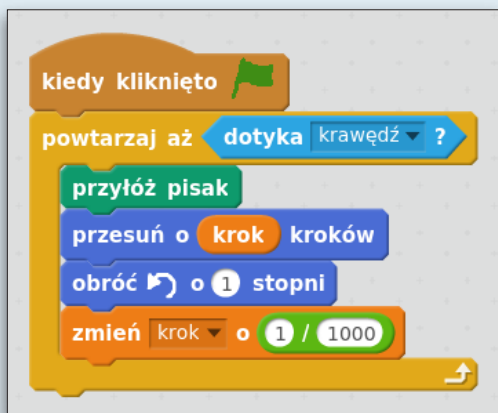 kiedy kliknięto
powtarzaj aż dotyka krawędź ?
przyłóż pisak
przesuń o krok kroków
obróć o 1 stopni
zmień krok o 1 / 1000